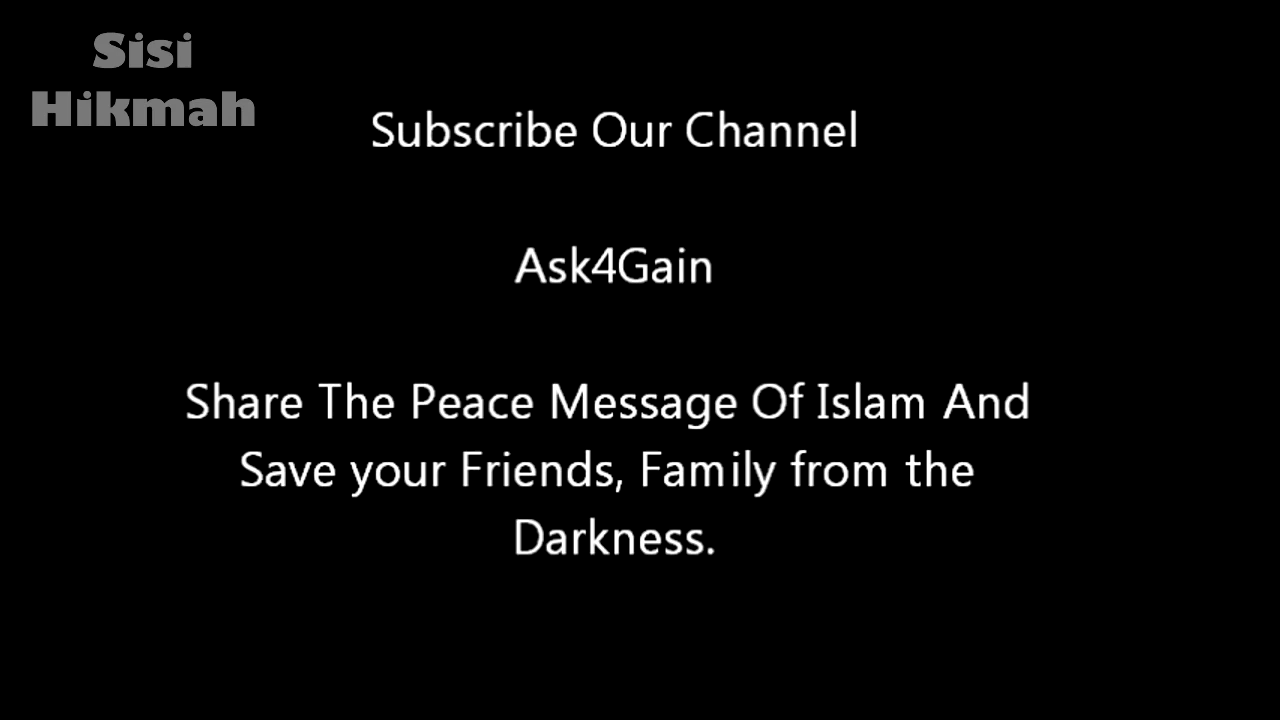 Sisi
Hikmah
Subscribe Our Channel
Ask4Gain
Share The Peace Message Of Islam And
Save your Friends, Family from the
Darkness.